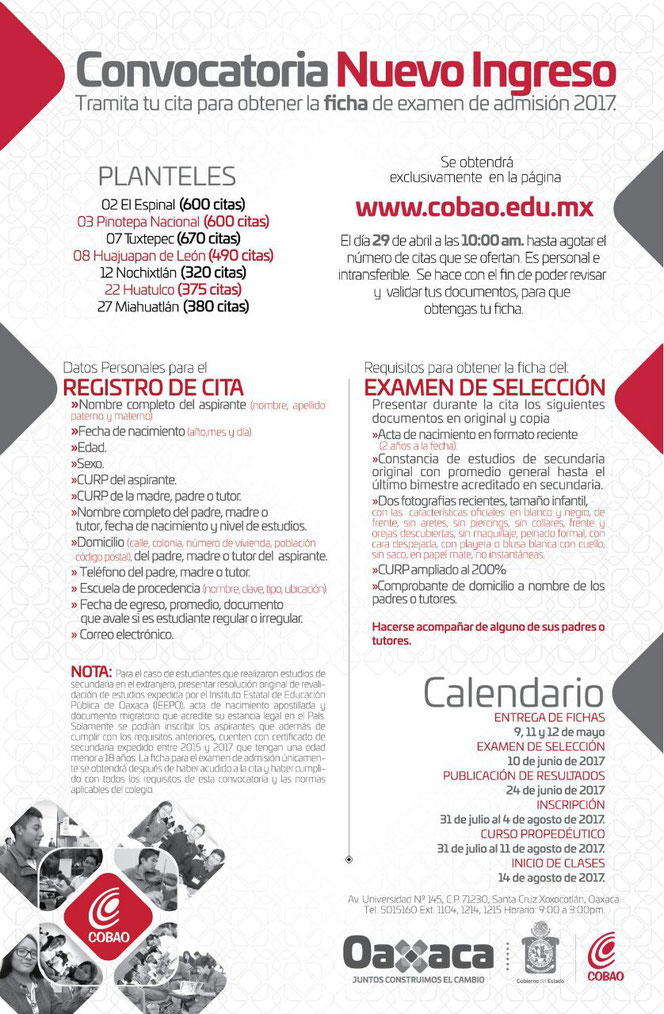 Convocatoria Nuevo Ingreso
Tramita tu cita para obtener la ficha de examen de admisión 2017.
PLANTELES
02 El Espinal (600 citas)
03 Pinotepa Nacional (600 citas)
07 Tuxtepec (670 citas)
08 Huajuapan de León (490 citas)
12 Nochixtlán (320 citas)
22 Huatulco (375 citas)
27 Miahuatlán (380 citas)
Se obtendrá
exclusivamente en la página
www.cobao.edu.mx
El día 29 de abril a las 10:00 am. hasta agotar el
número de citas que se ofertan. Es personal e
intransferible. Se hace con el fin de poder revisar
y validar tus documentos, para que
obtengas tu ficha.
Datos Personales para el
REGISTRO DE CITA
»Nombre completo del aspirante (nombre, apellido
paterno y materno)
»Fecha de nacimiento (año,mes y día)
»Edad.
»Sexo.
»CURP del aspirante.
»CURP de la madre, padre o tutor.
»Nombre completo del padre, madre o
tutor, fecha de nacimiento y nivel de estudios.
»Domicilio (calle, colonia, número de vivienda, población
código postal), del padre, madre o tutor del aspirante.
» Teléfono del padre, madre o tutor.
» Escuela de procedencia (nombre, clave, tipo, ubicación)
» Fecha de egreso, promedio, documento
que avale si es estudiante regular o irregular.
» Correo electrónico.
NOTA: Para el caso de estudiantes que realizaron estudios de
secundaria en el extranjero, presentar resolución original de revali-
dación de estudios expedida por el Instituto Estatal de Educación
Pública de Oaxaca (IEEPO), acta de nacimiento apostillada y
documento migratorio que acredite su estancia legal en el País.
Solamente se podrán inscribir los aspirantes que además de
cumplir con los requisitos anteriores, cuenten con certificado de
secundaria expedido entre 2015 y 2017 que tengan una edad
menor a 18 años. La ficha para el examen de admisión únicamen-
te se obtendrá después de haber acudido a la cita y haber cumpli-
do con todos los requisitos de esta convocatoria y las normas
aplicables del colegio.
Requisitos para obtener la ficha del:
EXAMEN DE SELECCIÓN
Presentar durante la cita los siguientes
documentos en original y copia
»Acta de nacimiento en formato reciente
(2 años a la fecha).
»Constancia de estudios de secundaria
original con promedio general hasta el
último bimestre acreditado en secundaria.
»Dos fotografías recientes, tamaño infantil,
con las características oficiales: en blanco y negro, de
frente, sin aretes, sin piercings, sin collares, frente y
orejas descubiertas, sin maquillaje, peinado formal, con
cara despejada, con playera o blusa blanca con cuello,
sin saco, en papel mate, no instantáneas.
»CURP ampliado al 200%
»Comprobante de domicilio a nombre de los
padres o tutores.
Hacerse acompañar de alguno de sus padres o
tutores.
Calendario
ENTREGA DE FICHAS
9, 11 y 12 de mayo
EXAMEN DE SELECCIÓN
10 de junio de 2017
PUBLICACIÓN DE RESULTADOS
24 de junio de 2017
INSCRIPCIÓN
31 de julio al 4 de agosto de 2017.
CURSO PROPEDÉUTICO
31 de julio al 11 de agosto de 2017.
INICIO DE CLASES
14 de agosto de 2017.
Av. Universidad Nº 145, C.P. 71230, Santa Cruz Xoxocotlán, Oaxaca
Tel. 5015160 Ext. 1104, 1214, 1215 Horario: 9:00 a 3:00pm.
COBAO
Oaxaca
JUNTOS CONSTRUIMOS EL CAMBIO
Gobierno del Estado
COBAO